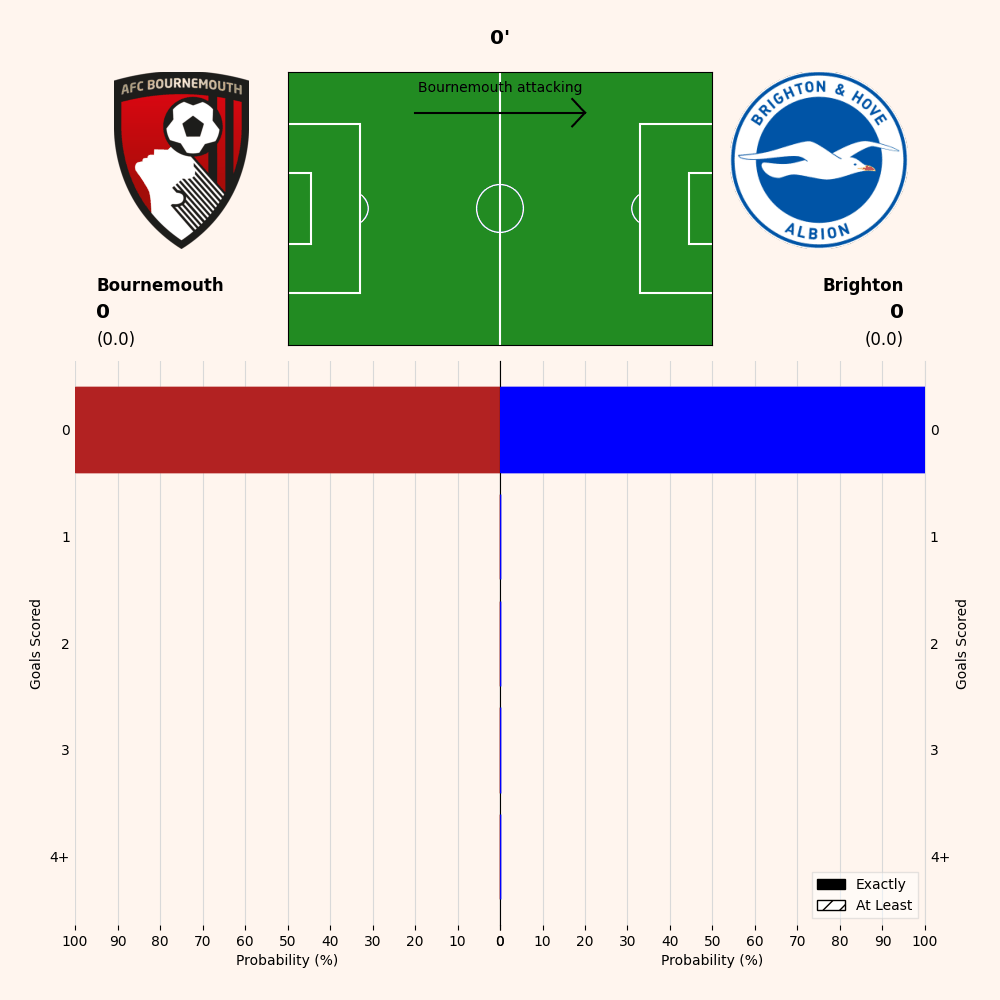 0'
AFC BOURNEMOUTH
Bournemouth attacking
BRIGHTON & HOVE
ALBION
Bournemouth
0
(0.0)
Brighton
0
(0.0)
0
1
2
3
4+
Goals Scored
0
1
2
3
4+
Goals Scored
Exactly
At Least
100 90 80 70 60 50 40 30 20 10 0
0 10 20 30 40 50 60 70 80 90 100
Probability (%)
Probability (%)